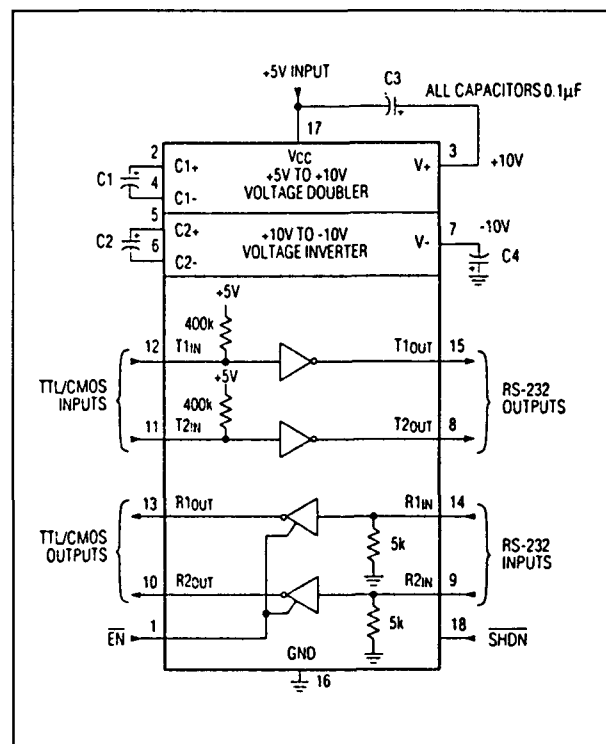 +5V INPUT
C3
ALL CAPACITORS 0.1µF
17
2
C1+
VCC
+5V TO +10V
VOLTAGE DOUBLER
V+
3
+10V
C1
4
C1-
5
C2+
+10V TO -10V
VOLTAGE INVERTER
V-
7
-10V
C2
6
C2-
C4
+5V
400k
12
T1IN
T1OUT
15
TTL/CMOS
INPUTS
+5V
400k
RS-232
OUTPUTS
11
T2IN
T2OUT
8
13
R1OUT
R1IN
14
TTL/CMOS
OUTPUTS
5k
RS-232
INPUTS
10
R2OUT
R2IN
9
5k
EN
1
18
SHDN
GND
16